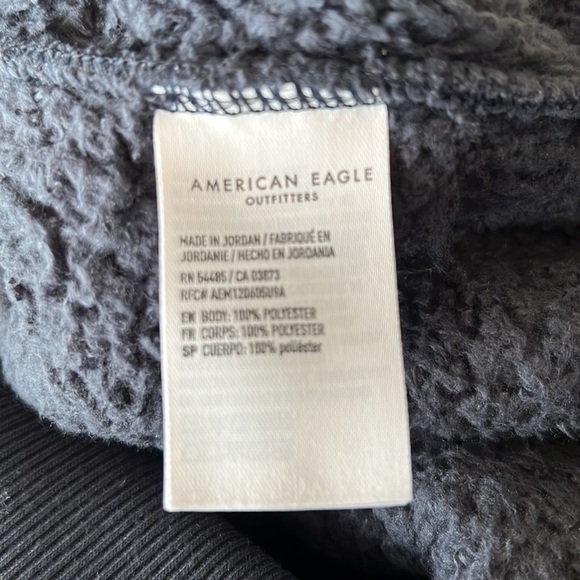 AMERICAN EAGLE
OUTFITTERS
MADE IN JORDAN / FABRIQUÉ EN
JORDANIE / HECHO EN JORDANIA
RN 54485 / CA 03873
RFC# AEM120605U9A
EN BODY: 100% POLYESTER
FR CORPS: 100% POLYESTER
SP CUERPO: 100% poliéster